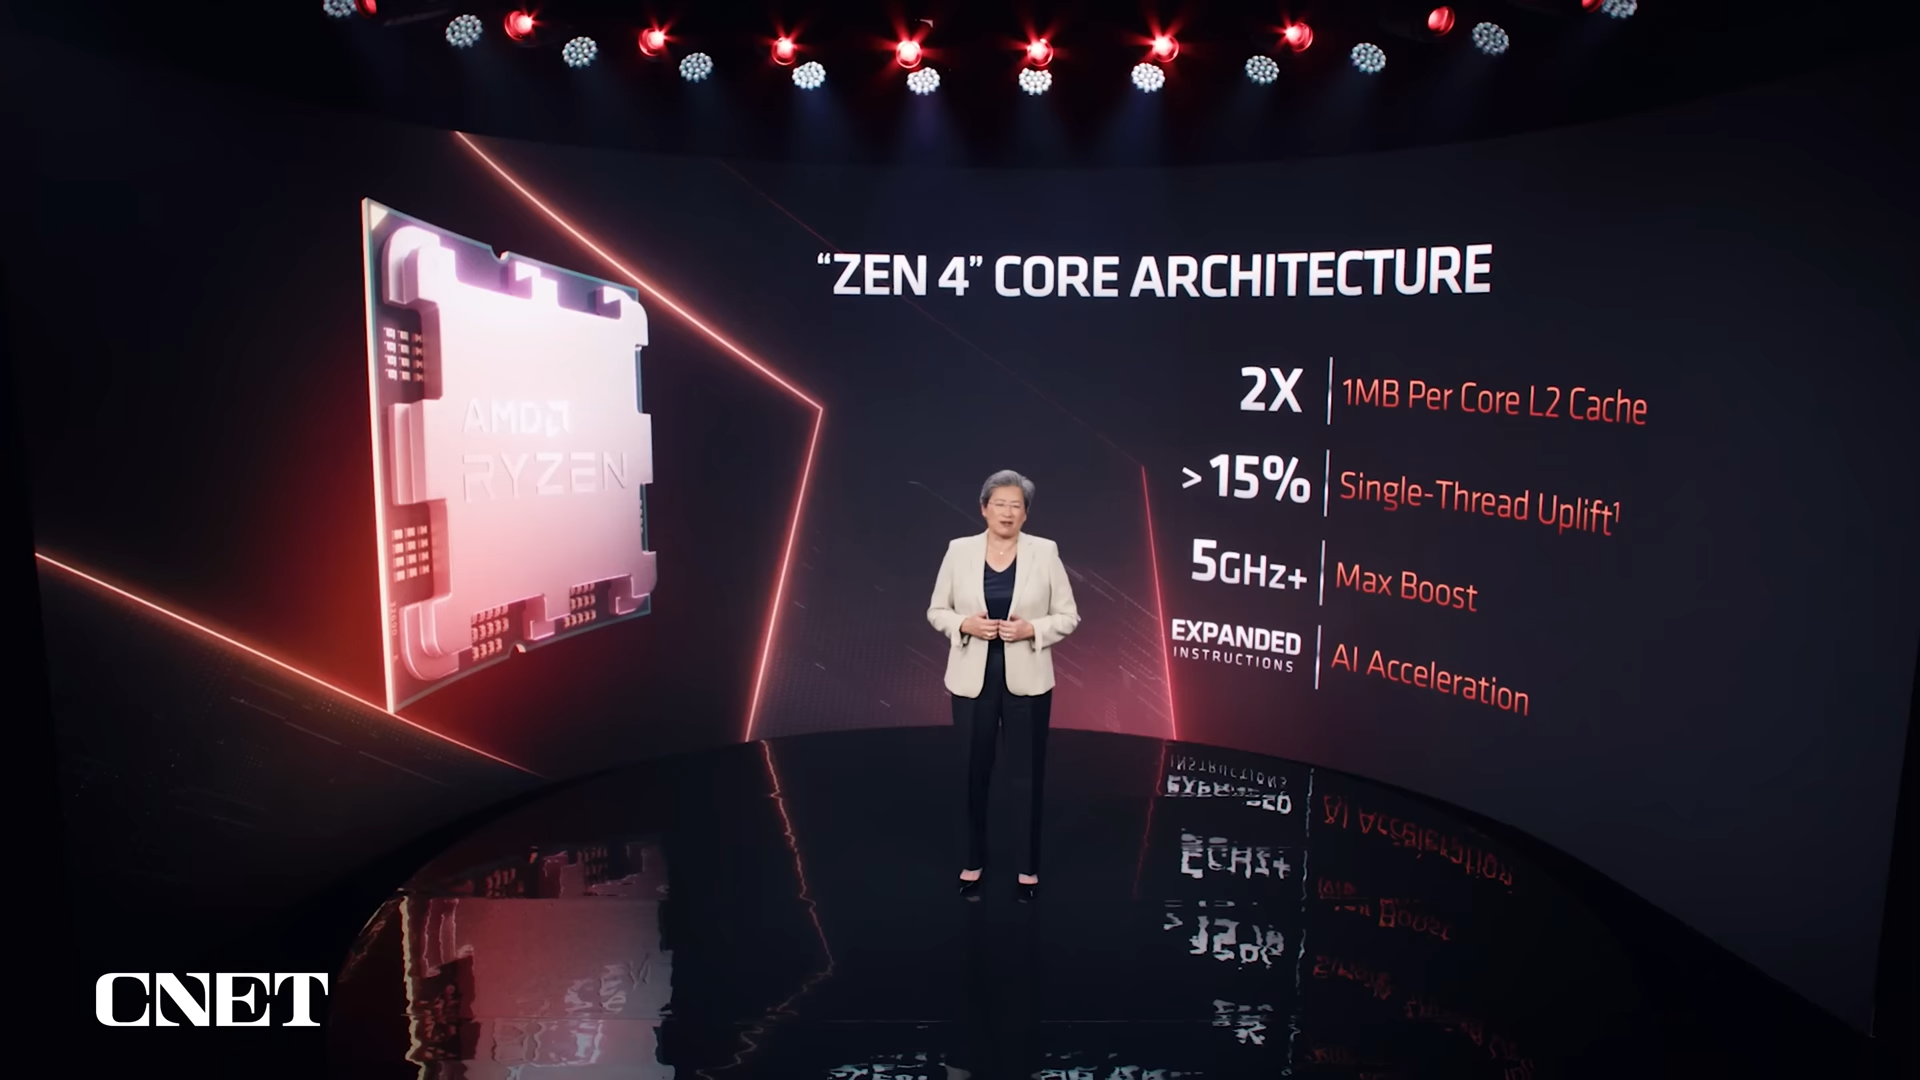 "ZEN 4" CORE ARCHITECTURE
2X 1MB Per Core L2 Cache
>15% Single-Thread Uplift¹
5GHz+ Max Boost
EXPANDED INSTRUCTIONS AI Acceleration
AMD
RYZEN
CNET